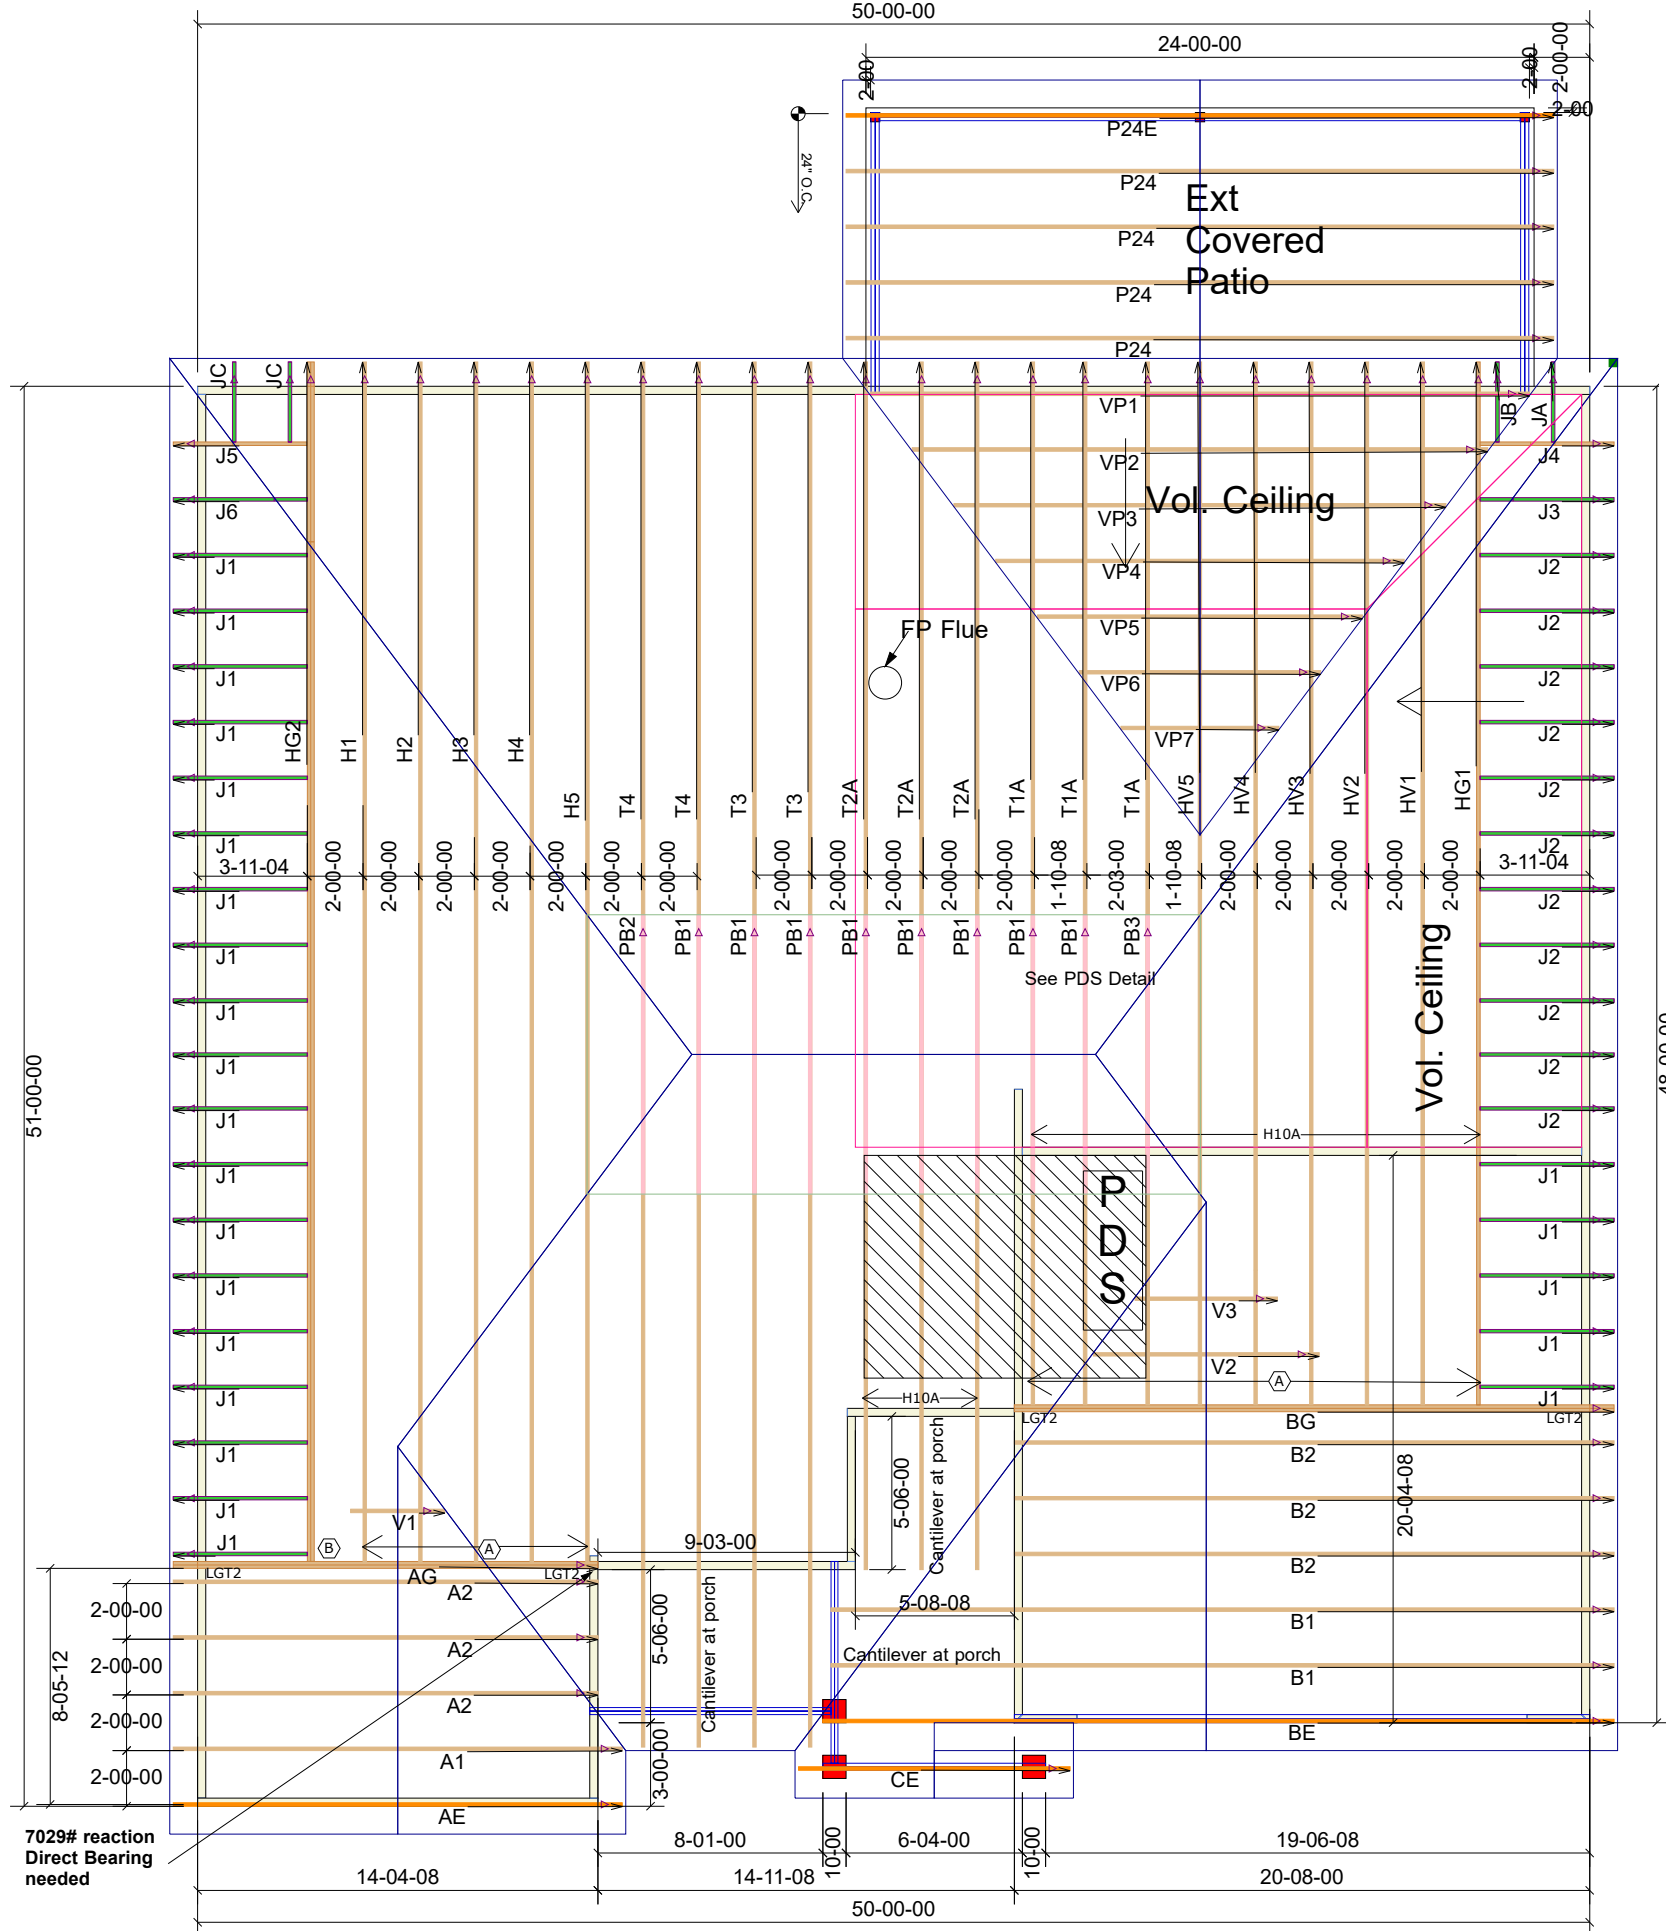 50-00-00
24-00-00
2-00
2-00
2-00-00
2-00
24" O.C.
P24E
P24
P24
P24
P24
Ext
Covered
Patio
JC
JC
VP1
JB
JA
J5
VP2
J4
Vol. Ceiling
J6
VP3
J3
J1
VP4
J2
J1
VP5
J2
FP Flue
J1
VP6
J2
J1
VP7
J2
HG2
H1
H2
H3
H4
H5
T4
T4
T3
T3
T2A
T2A
T2A
T1A
T1A
T1A
HV5
HV4
HV3
HV2
HV1
HG1
J1
J2
J1
J2
3-11-04
2-00-00
2-00-00
2-00-00
2-00-00
2-00-00
2-00-00
2-00-00
2-00-00
2-00-00
2-00-00
2-00-00
2-00-00
1-10-08
2-03-00
1-10-08
2-00-00
2-00-00
2-00-00
2-00-00
2-00-00
3-11-04
J1
J2
PB2
PB1
PB1
PB1
PB1
PB1
PB1
PB1
PB1
PB3
J1
J2
See PDS Detail
Vol. Ceiling
J1
J2
J1
J2
J1
J2
51-00-00
48-00-00
H10A
J1
J1
PDS
J1
J1
J1
V3
J1
J1
J1
V2
A
J1
J1
H10A
LGT2
BG
LGT2
J1
B2
5-06-00
Cantilever at porch
20-04-08
J1
B2
V1
J1
B
A
9-03-00
B2
LGT2
AG
LGT2
A2
5-08-08
B1
2-00-00
5-06-00
Cantilever at porch
A2
Cantilever at porch
2-00-00
B1
8-05-12
A2
2-00-00
BE
A1
3-00-00
2-00-00
CE
AE
7029# reaction
Direct Bearing
needed
8-01-00
10-00
6-04-00
10-00
19-06-08
14-04-08
14-11-08
20-08-00
50-00-00